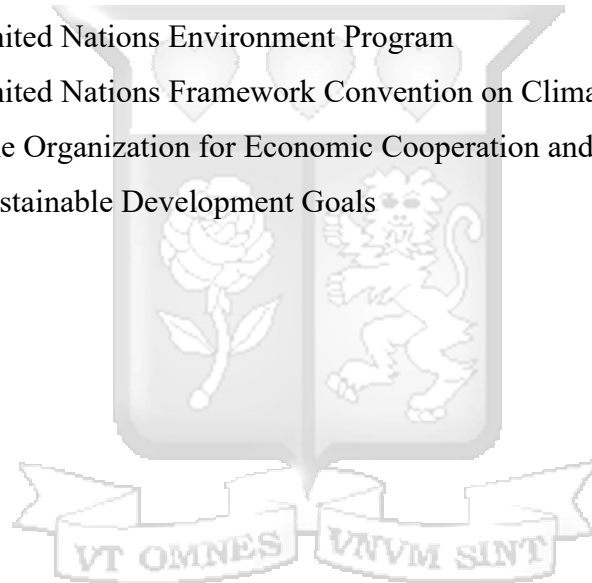 nited Nations Environment Program
nited Nations Framework Convention on Clima
e Organization for Economic Cooperation and
stainable Development Goals
VT OMNES VNVM SINT